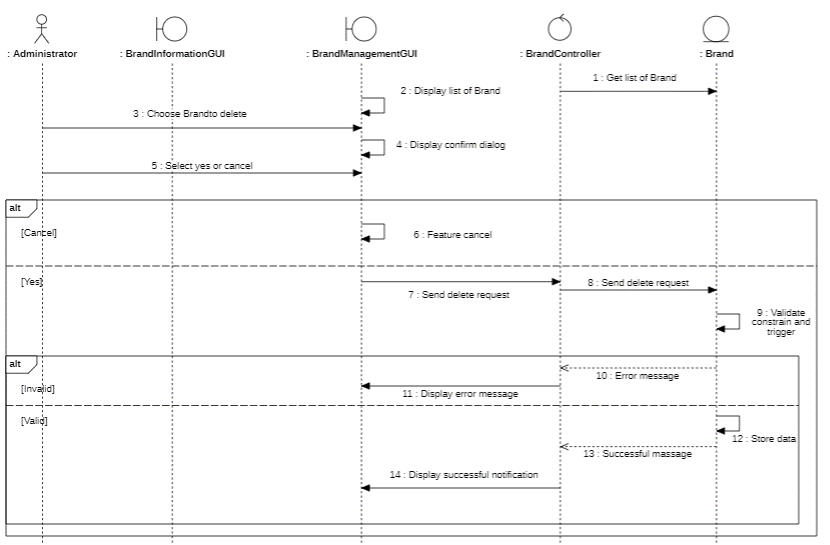 : Administrator
: BrandInformationGUI
: BrandManagementGUI
: BrandController
: Brand
1 : Get list of Brand
2 : Display list of Brand
3 : Choose Brandto delete
4 : Display confirm dialog
5 : Select yes or cancel
alt
[Cancel]
6 : Feature cancel
[Yes]
7 : Send delete request
8 : Send delete request
9 : Validate
constrain and
trigger
alt
[Invalid]
10 : Error message
11 : Display error message
[Valid]
12 : Store data
13 : Successful massage
14 : Display successful notification